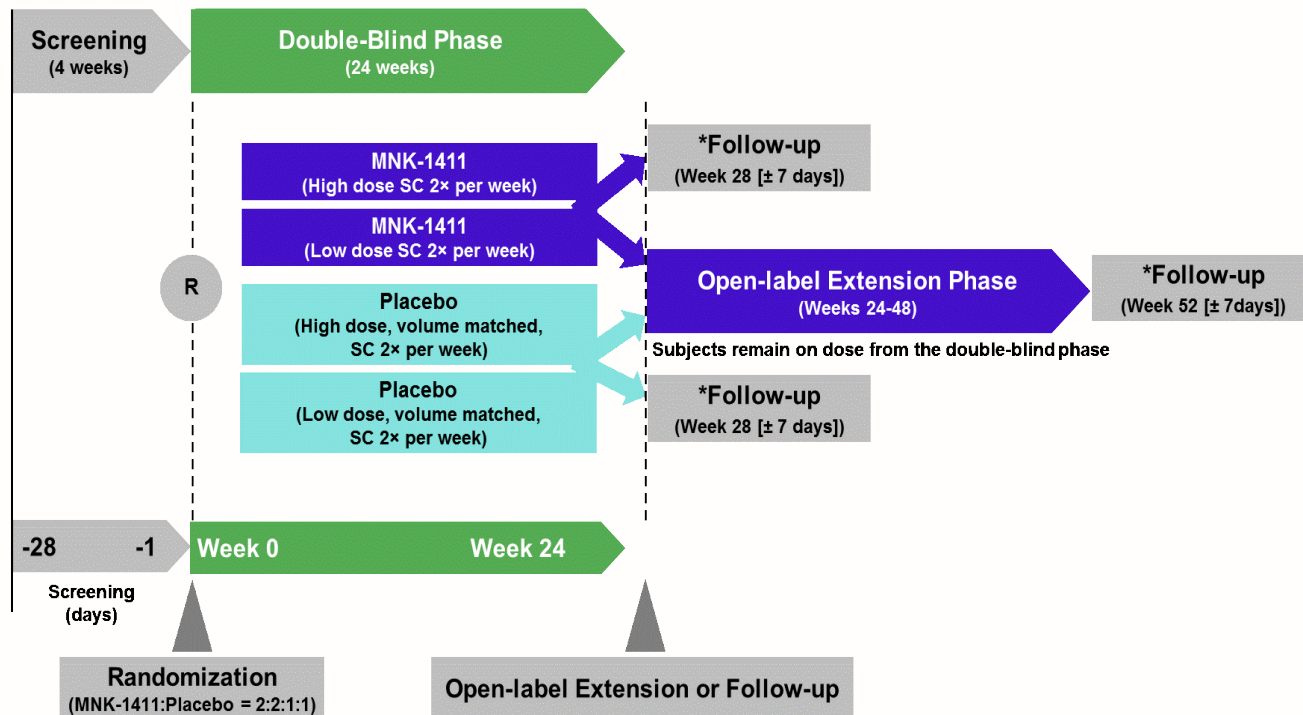 Screening
(4 weeks)
Double-Blind Phase
(24 weeks)
MNK-1411
(High dose SC 2× per week)
MNK-1411
(Low dose SC 2× per week)
R
Placebo
(High dose, volume matched,
SC 2× per week)
Placebo
(Low dose, volume matched,
SC 2× per week)
*Follow-up
(Week 28 [± 7 days])
Open-label Extension Phase
(Weeks 24-48)
*Follow-up
(Week 52 [± 7days])
Subjects remain on dose from the double-blind phase
*Follow-up
(Week 28 [± 7 days])
-28
-1
Week 0
Week 24
Screening
(days)
Randomization
(MNK-1411:Placebo = 2:2:1:1)
Open-label Extension or Follow-up